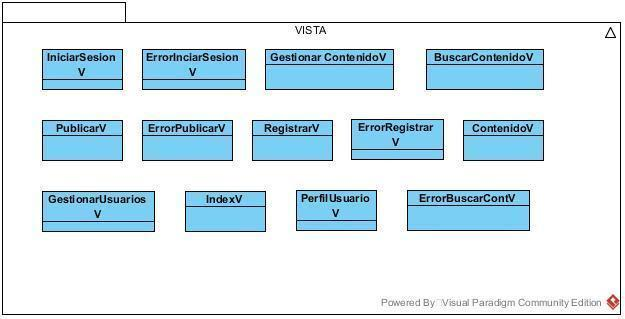 VISTA
IniciarSesion
V
ErrorInciarSesion
V
Gestionar ContenidoV
BuscarContenidoV
PublicarV
ErrorPublicarV
RegistrarV
ErrorRegistrar
V
ContenidoV
GestionarUsuarios
V
IndexV
PerfilUsuario
V
ErrorBuscarContV
Powered By Visual Paradigm Community Edition